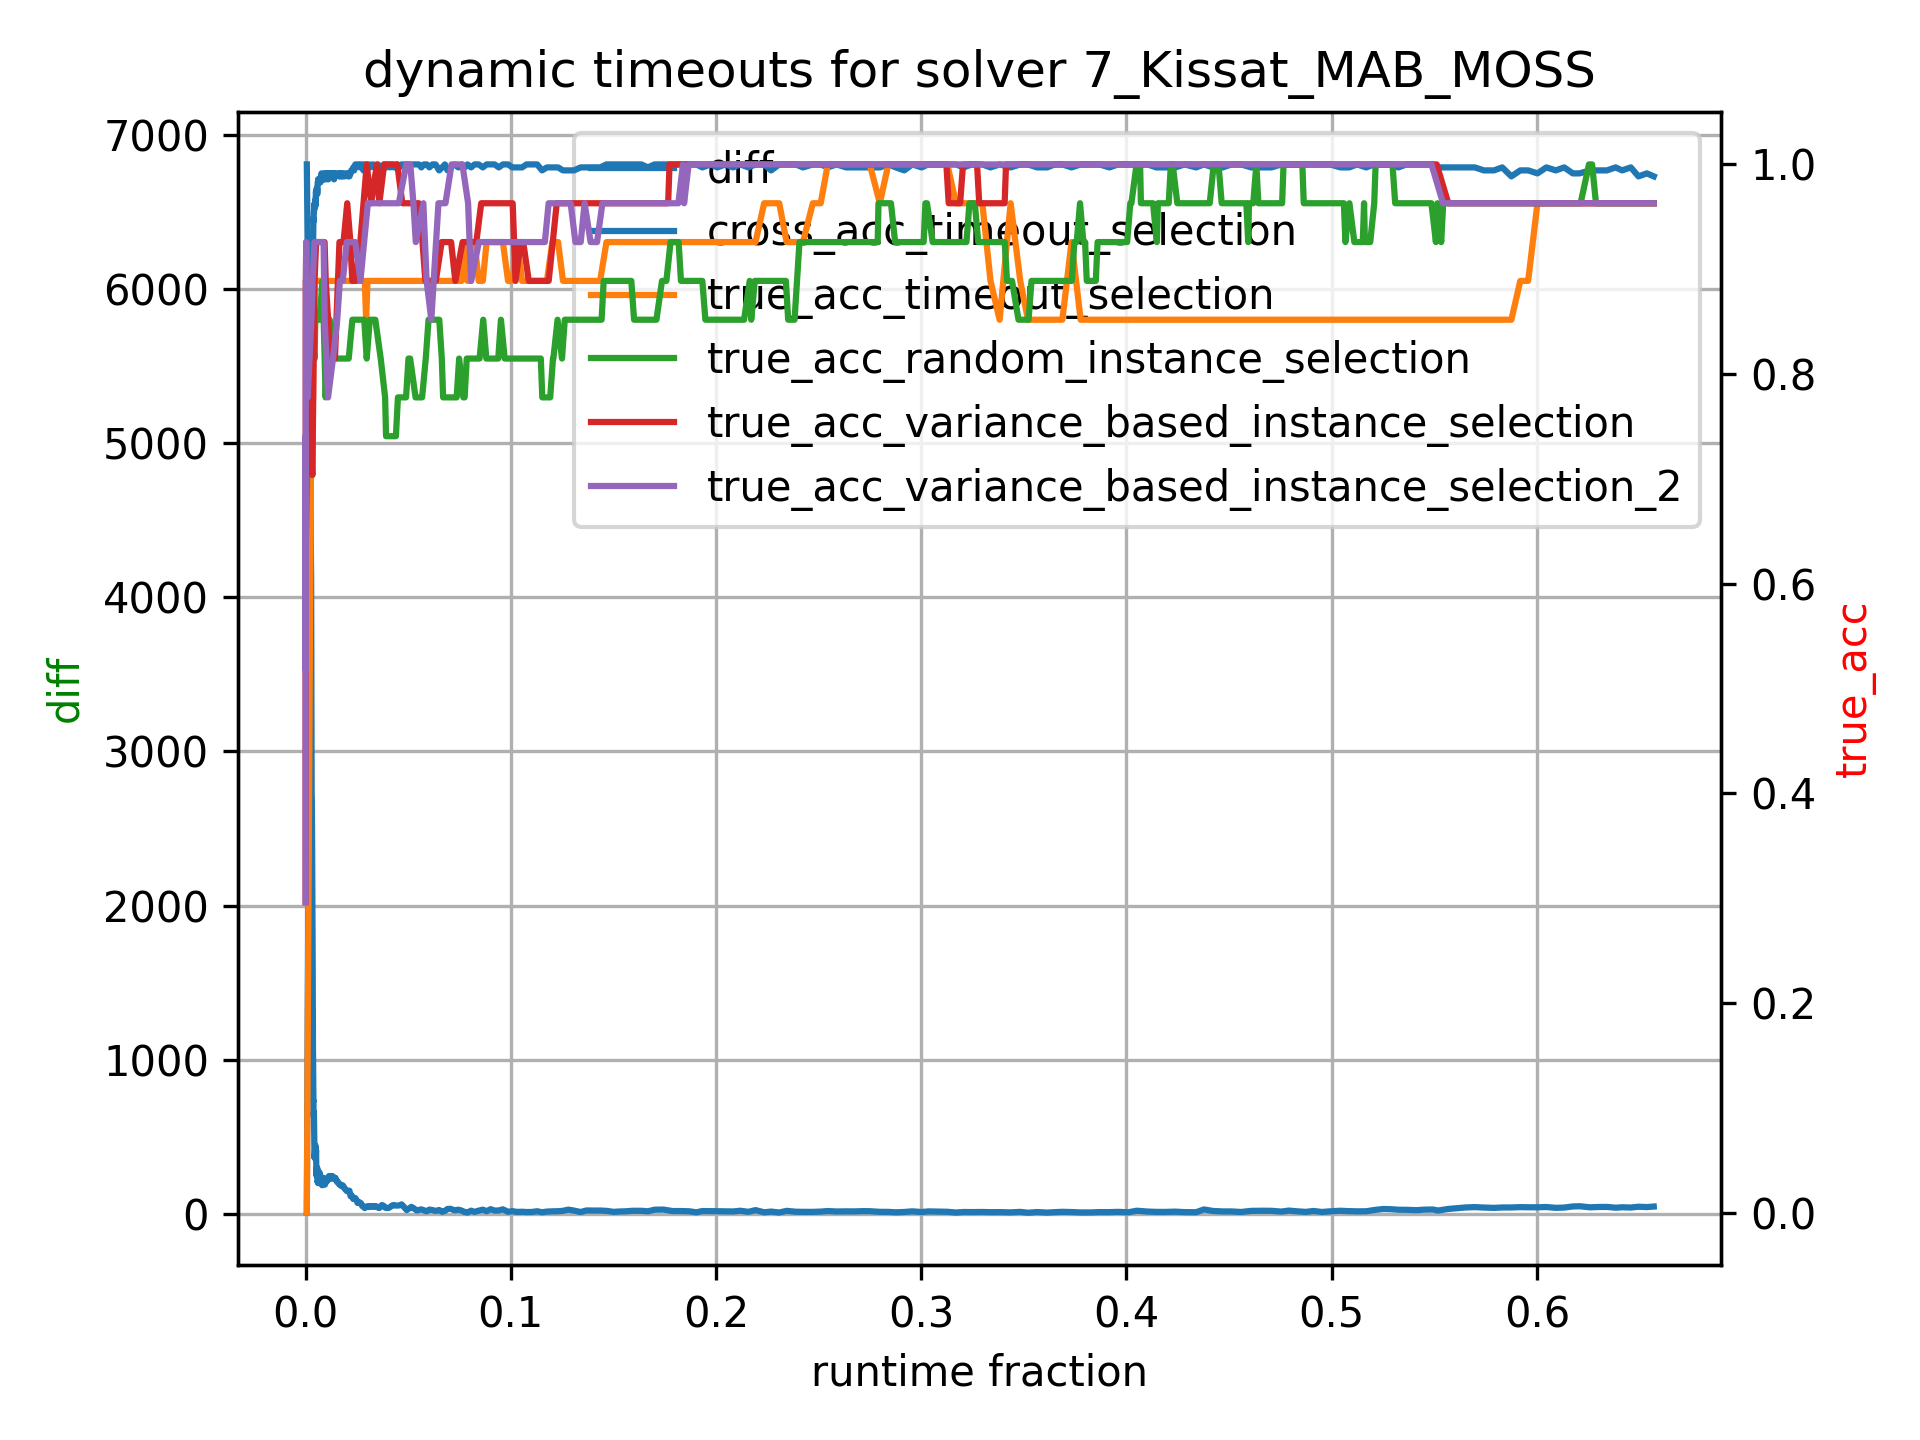 dynamic timeouts for solver 7_Kissat_MAB_MOSS
7000
6000
5000
4000
3000
2000
1000
0
diff
diff
cross_acc_timeout_selection
true_acc_timeout_selection
true_acc_random_instance_selection
true_acc_variance_based_instance_selection
true_acc_variance_based_instance_selection_2
1.0
0.8
0.6
0.4
0.2
0.0
true_acc
0.0 0.1 0.2 0.3 0.4 0.5 0.6
runtime fraction